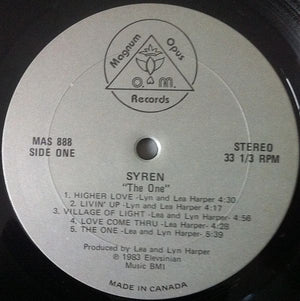 Magnum Opus
O. M.
Records
MAS 888
SIDE ONE
STEREO
33 1/3 RPM
SYREN
"The One"
1. HIGHER LOVE -Lyn and Lea Harper 4:30
2. LIVIN' UP -Lyn and Lea Harper 4:17
3. VILLAGE OF LIGHT -Lea and Lyn Harper- 4:56
4. LOVE COME THRU -Lea and Lyn Harper- 4:28
5. THE ONE -Lea and Lyn Harper- 5:39
Produced by Lea and Lyn Harper
℗ 1983 Elevsinian
Music BMI
MADE IN CANADA